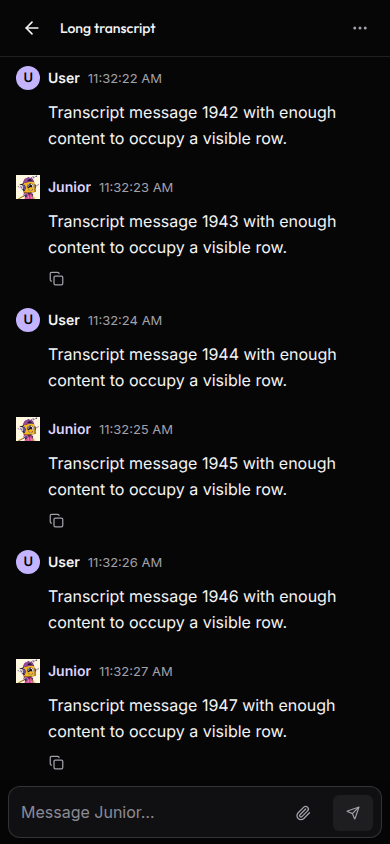 Long transcript
U User 11:32:22 AM
Transcript message 1942 with enough
content to occupy a visible row.
Junior 11:32:23 AM
Transcript message 1943 with enough
content to occupy a visible row.
U User 11:32:24 AM
Transcript message 1944 with enough
content to occupy a visible row.
Junior 11:32:25 AM
Transcript message 1945 with enough
content to occupy a visible row.
U User 11:32:26 AM
Transcript message 1946 with enough
content to occupy a visible row.
Junior 11:32:27 AM
Transcript message 1947 with enough
content to occupy a visible row.
Message Junior...